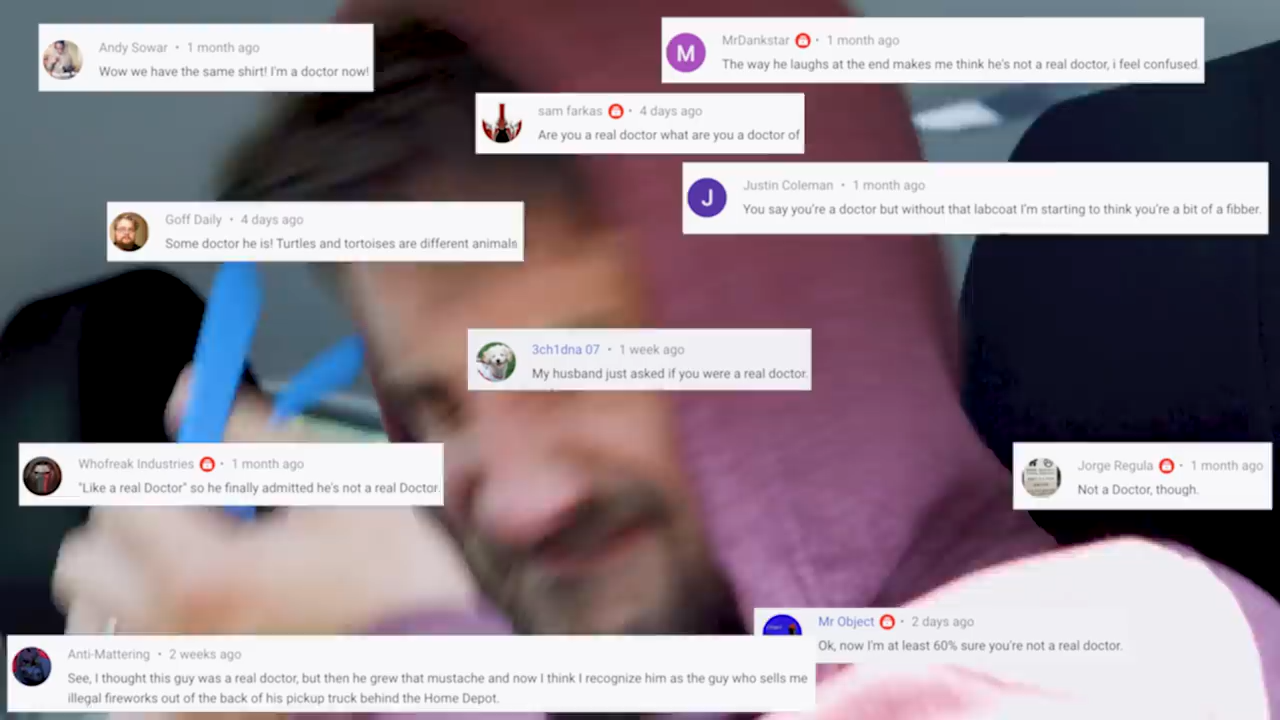 Andy Sowar • 1 month ago
Wow we have the same shirt! I'm a doctor now!
M
MrDankstar • 1 month ago
The way he laughs at the end makes me think he's not a real doctor, i feel confused.
sam farkas • 4 days ago
Are you a real doctor what are you a doctor of
J
Justin Coleman • 1 month ago
You say you're a doctor but without that labcoat I'm starting to think you're a bit of a fibber.
Goff Daily • 4 days ago
Some doctor he is! Turtles and tortoises are different animals
3ch1dna 07 • 1 week ago
My husband just asked if you were a real doctor.
Whofreak Industries • 1 month ago
"Like a real Doctor" so he finally admitted he's not a real Doctor.
Jorge Regula • 1 month ago
Not a Doctor, though.
Mr Object • 2 days ago
Ok, now I'm at least 60% sure you're not a real doctor.
Anti-Mattering • 2 weeks ago
See, I thought this guy was a real doctor, but then he grew that mustache and now I think I recognize him as the guy who sells me
illegal fireworks out of the back of his pickup truck behind the Home Depot.